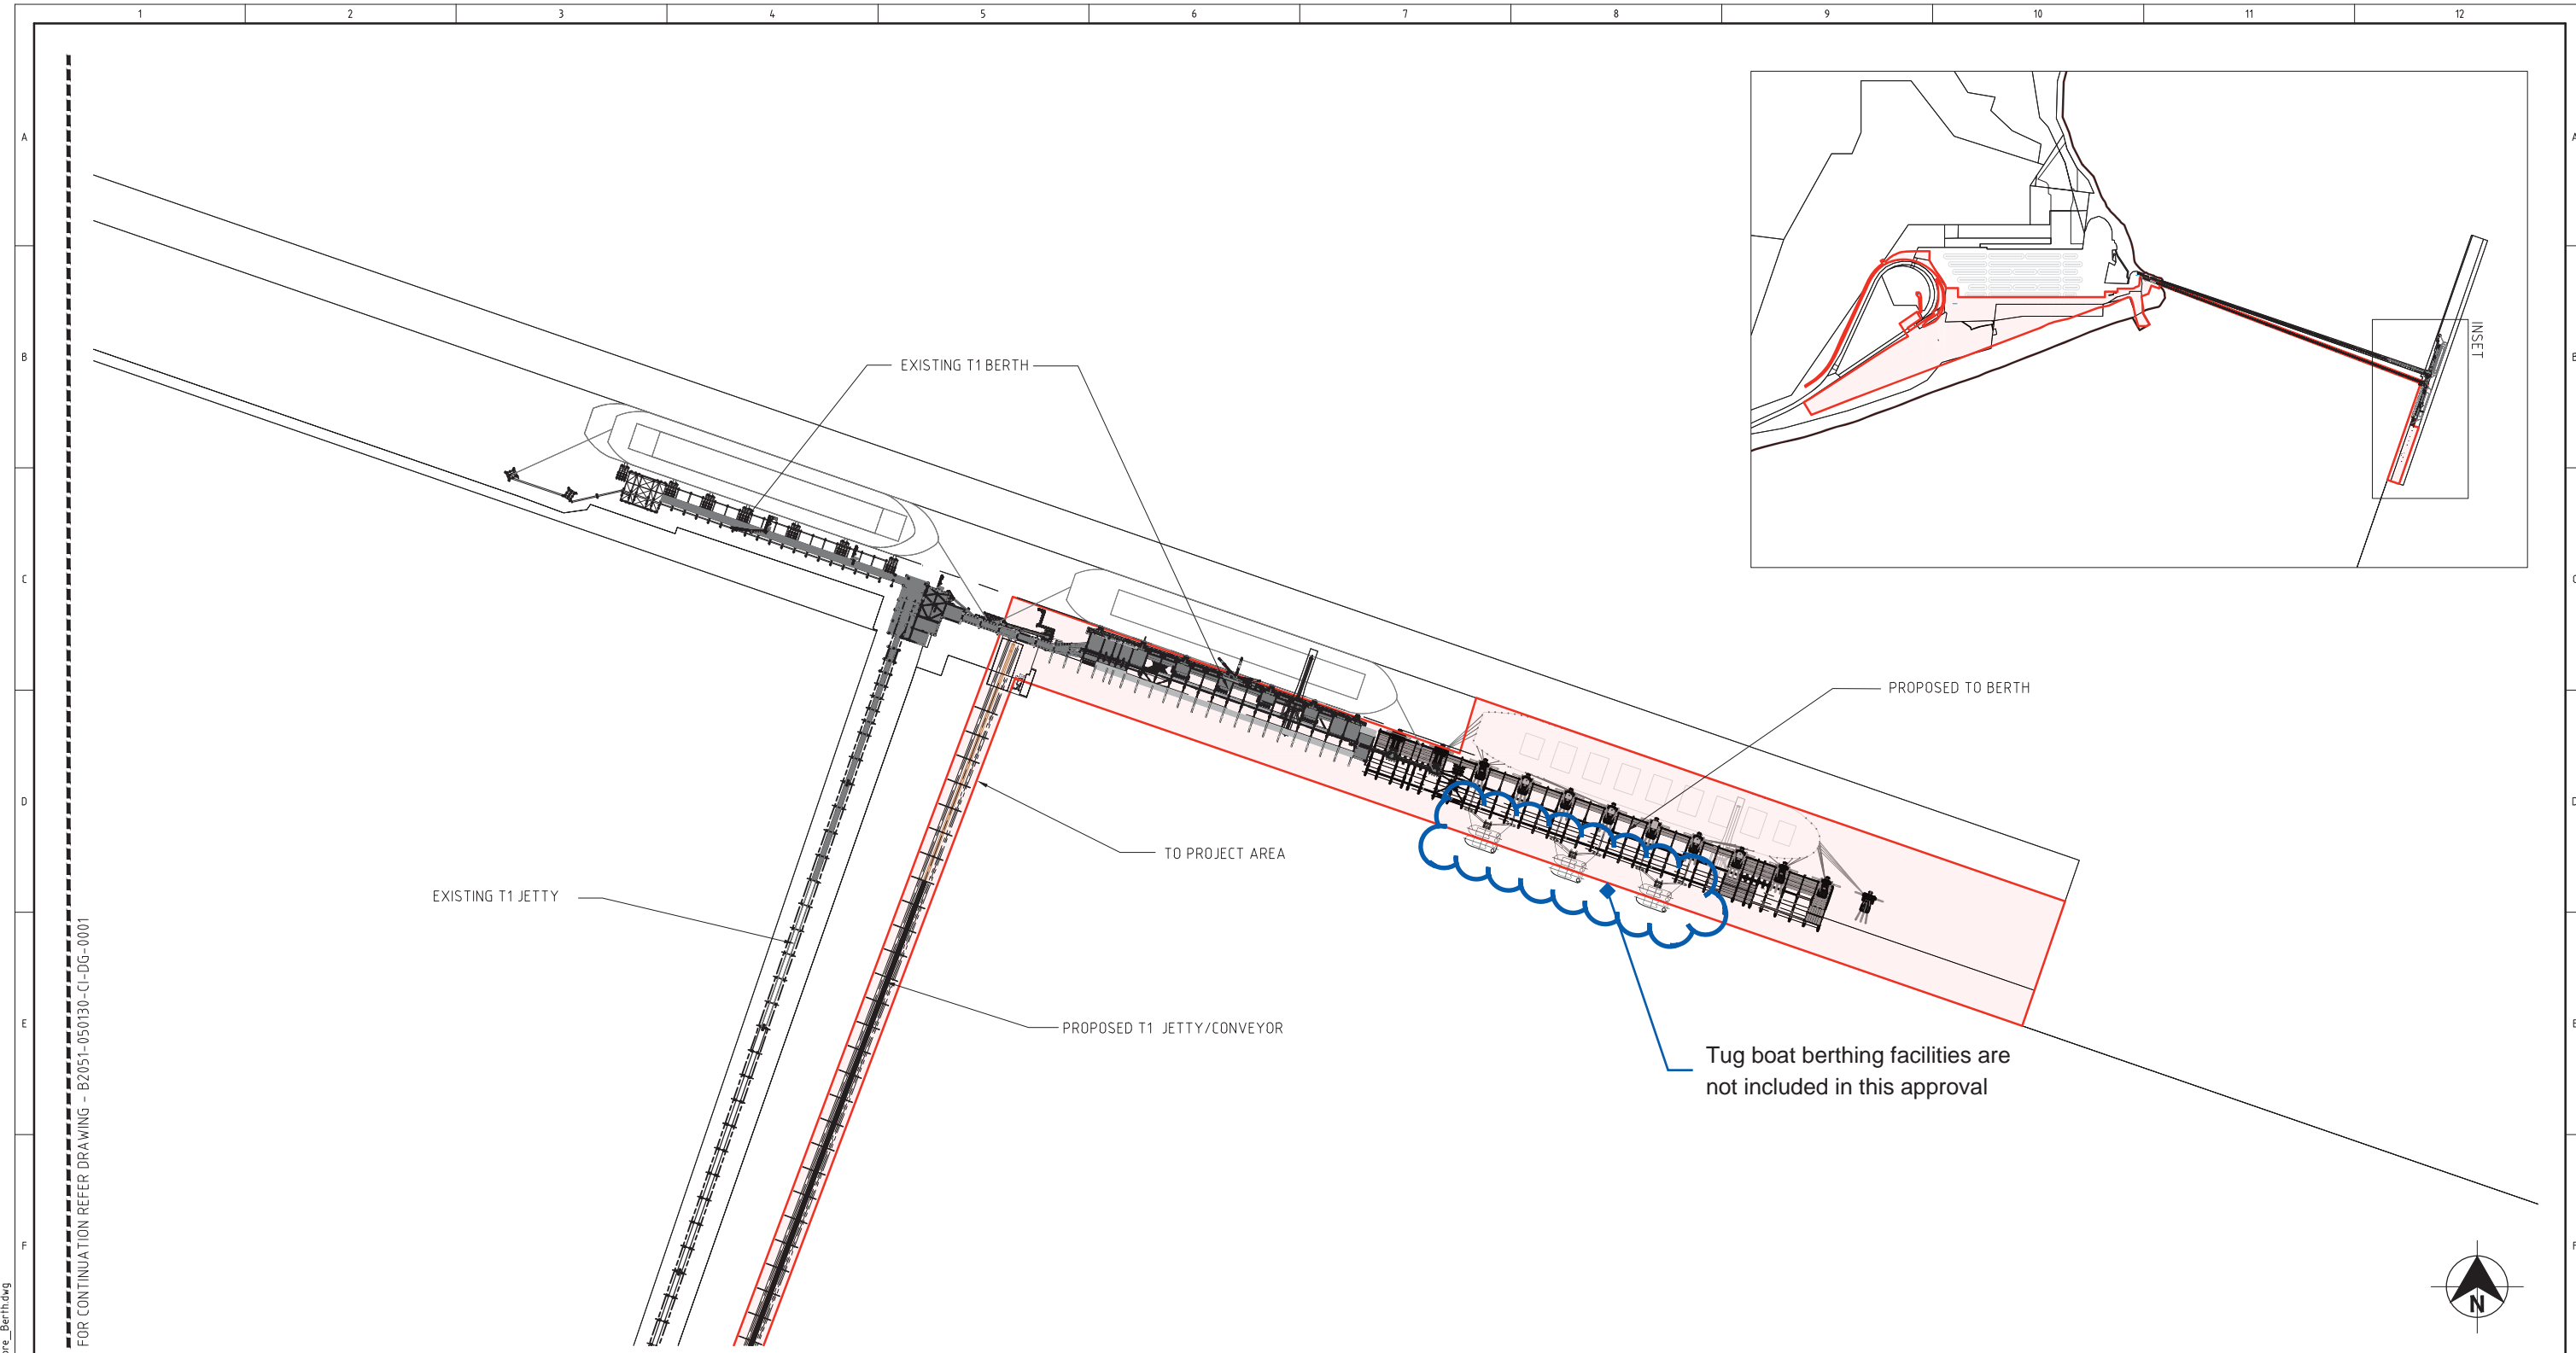 1 2 3 4 5 6 7 8 9 10 11 12
A
A
B
B
C
C
D
D
E
E
F
F
INSET
EXISTING T1 BERTH
PROPOSED T0 BERTH
T0 PROJECT AREA
EXISTING T1 JETTY
PROPOSED T1 JETTY/CONVEYOR
Tug boat berthing facilities are
not included in this approval
FOR CONTINUATION REFER DRAWING - B2051-050130-CI-DG-0001
N